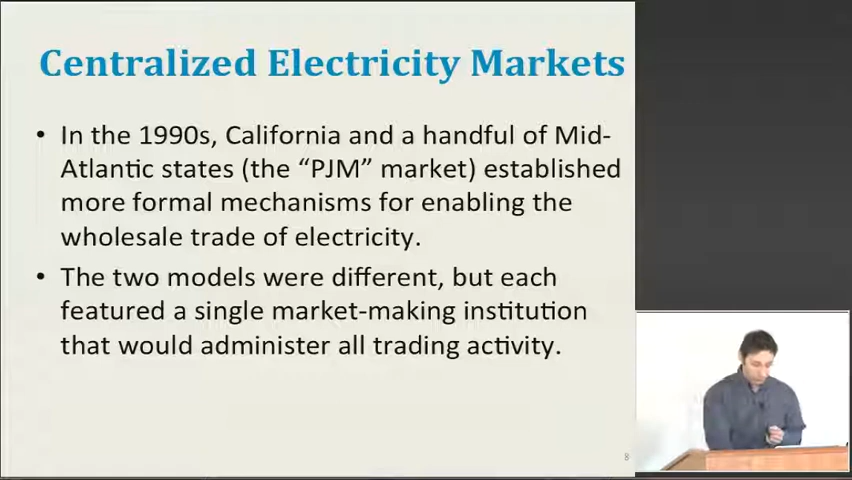 Centralized Electricity Markets
• In the 1990s, California and a handful of Mid-
Atlantic states (the “PJM” market) established
more formal mechanisms for enabling the
wholesale trade of electricity.
• The two models were different, but each
featured a single market-making institution
that would administer all trading activity.
8